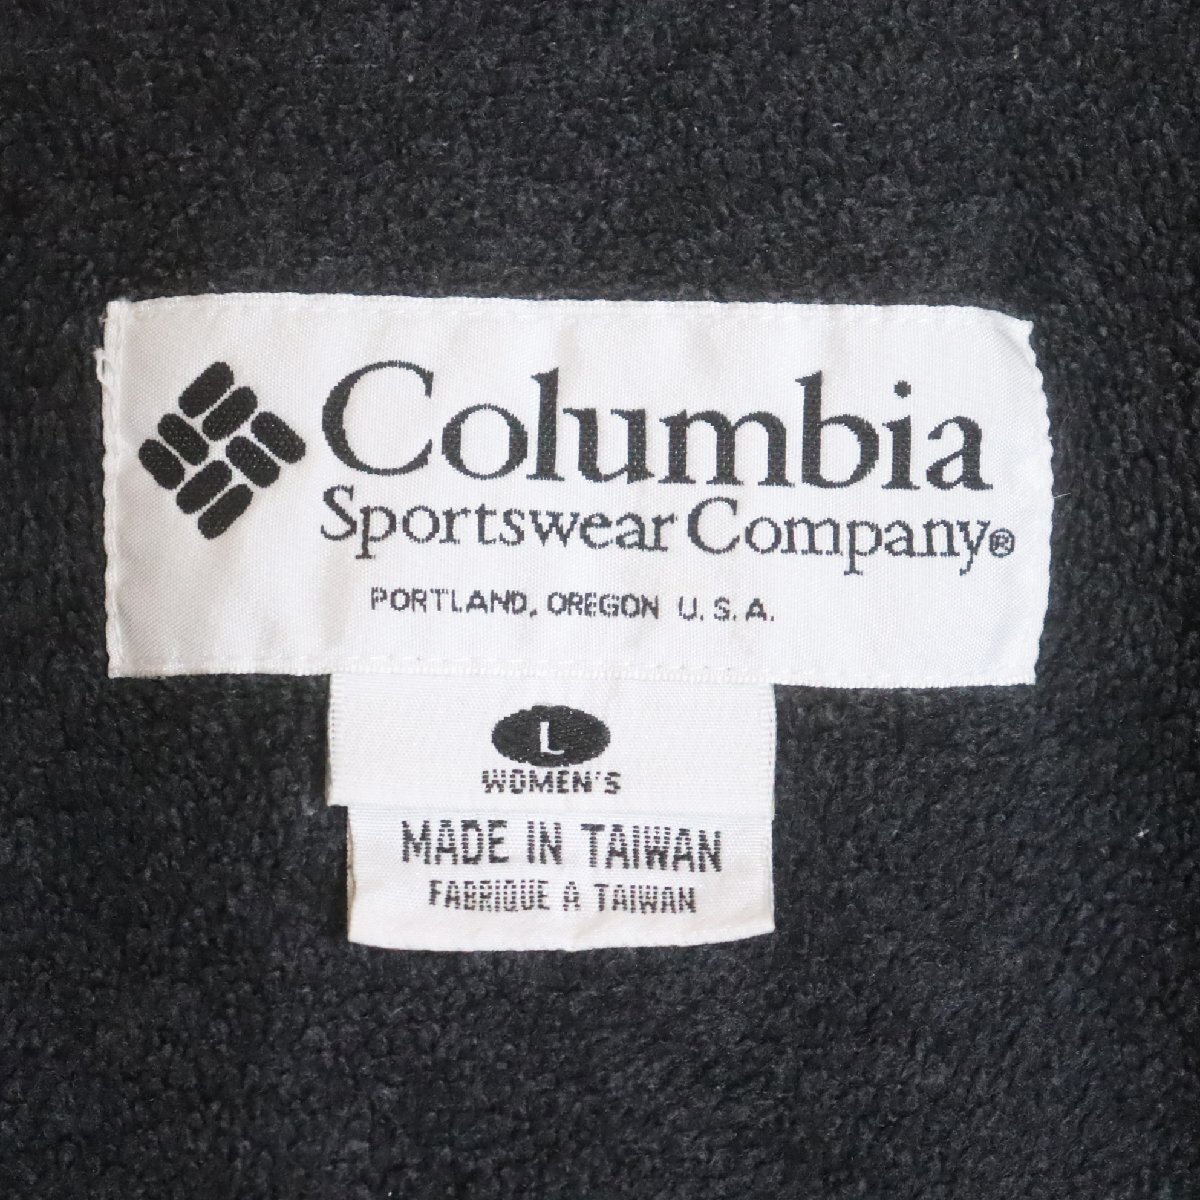 Columbia
Sportswear Company®
PORTLAND, OREGON U.S.A.
L
WOMEN'S
MADE IN TAIWAN
FABRIQUE A TAIWAN